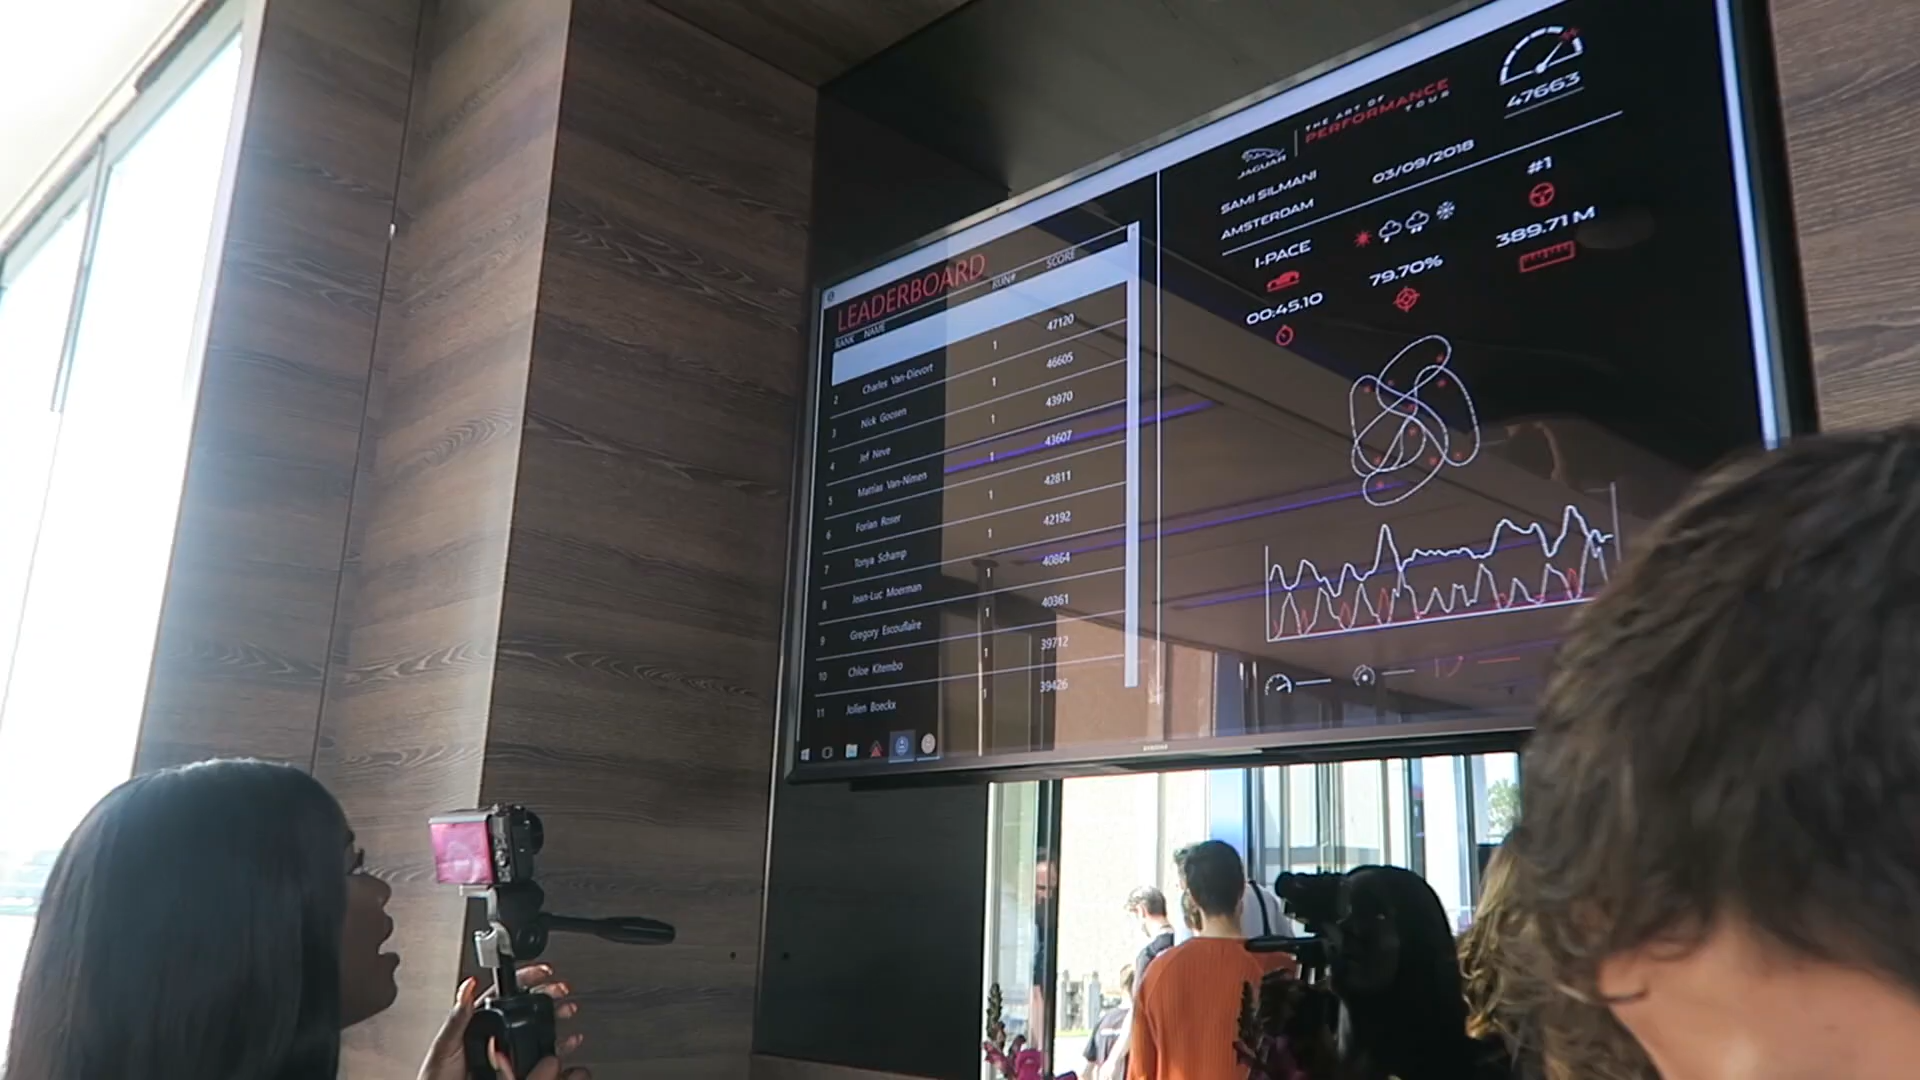 LEADERBOARD
RANK NAME RUN# SCORE
2 Charles Van-Dievort 1 47120
3 Nick Goosen 1 46605
4 Jef Neve 1 43970
5 Mattias Van-Nimen 1 43607
6 Forian Roser 1 42811
7 Tonya Schamp 1 42192
8 Jean-Luc Moerman 1 40864
9 Gregory Escouflaire 1 40361
10 Chloe Kitembo 1 39712
11 Jollen Boeckx 1 39426
JAGUAR
THE ART OF
PERFORMANCE
TOUR
47663
SAMI SILMANI 03/09/2018 #1
AMSTERDAM
I-PACE 389.71 M
00:45.10 79.70%